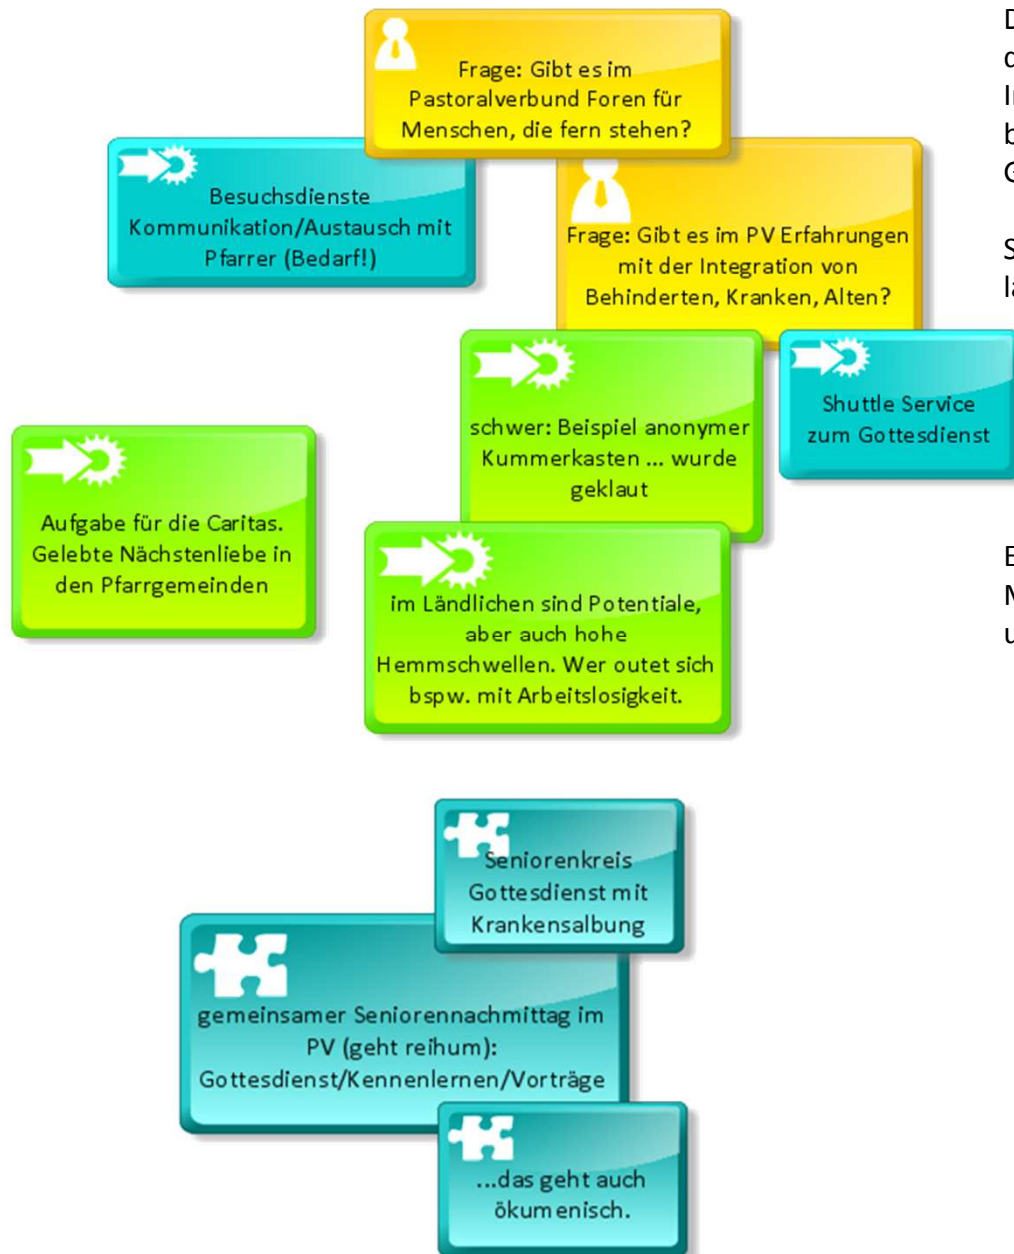 Frage: Gibt es im
Pastoralverbund Foren für
Menschen, die fern stehen?
Besuchsdienste
Kommunikation/Austausch mit
Pfarrer (Bedarf!)
Frage: Gibt es im PV Erfahrungen
mit der Integration von
Behinderten, Kranken, Alten?
schwer: Beispiel anonymer
Kummerkasten ... wurde
geklaut
Shuttle Service
zum Gottesdienst
Aufgabe für die Caritas.
Gelebte Nächstenliebe in
den Pfarrgemeinden
im Ländlichen sind Potentiale,
aber auch hohe
Hemmschwellen. Wer outet sich
bspw. mit Arbeitslosigkeit.
Seniorenkreis
Gottesdienst mit
Krankensalbung
gemeinsamer Seniorennachmittag im
PV (geht reihum):
Gottesdienst/Kennenlernen/Vorträge
...das geht auch
ökumenisch.